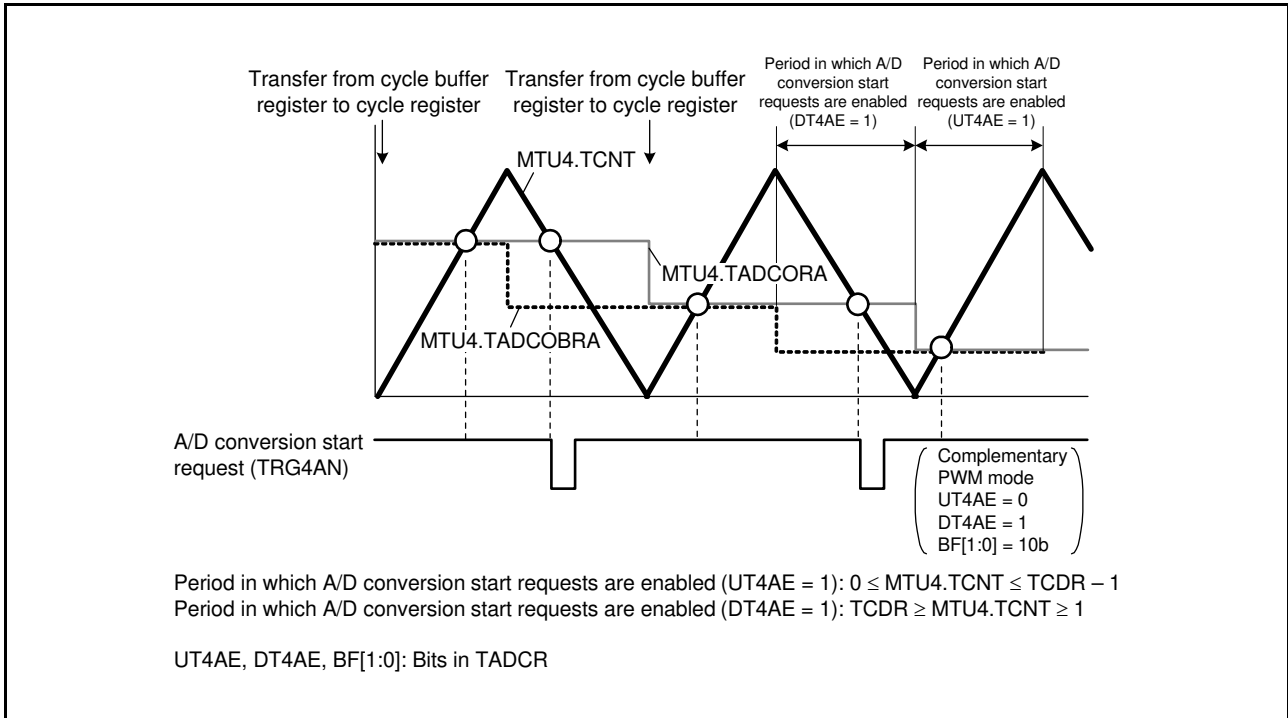 Transfer from cycle buffer
register to cycle register
Transfer from cycle buffer
register to cycle register
Period in which A/D
conversion start
requests are enabled
(DT4AE = 1)
Period in which A/D
conversion start
requests are enabled
(UT4AE = 1)
MTU4.TCNT
MTU4.TADCORA
MTU4.TADCOBRA
A/D conversion start
request (TRG4AN)
Complementary
PWM mode
UT4AE = 0
DT4AE = 1
BF[1:0] = 10b
Period in which A/D conversion start requests are enabled (UT4AE = 1): 0 ≤ MTU4.TCNT ≤ TCDR – 1
Period in which A/D conversion start requests are enabled (DT4AE = 1): TCDR ≥ MTU4.TCNT ≥ 1
UT4AE, DT4AE, BF[1:0]: Bits in TADCR